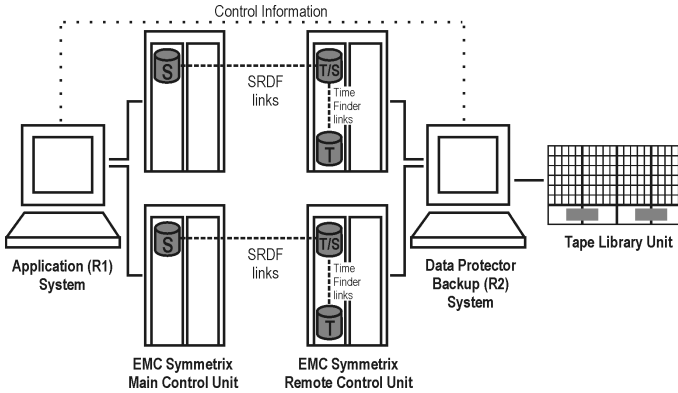 Control Information
S
T/S
SRDF
links
Time
Finder
links
T
S
T/S
SRDF
links
Time
Finder
links
T
Application (R1)
System
Data Protector
Backup (R2)
System
Tape Library Unit
EMC Symmetrix
Main Control Unit
EMC Symmetrix
Remote Control Unit